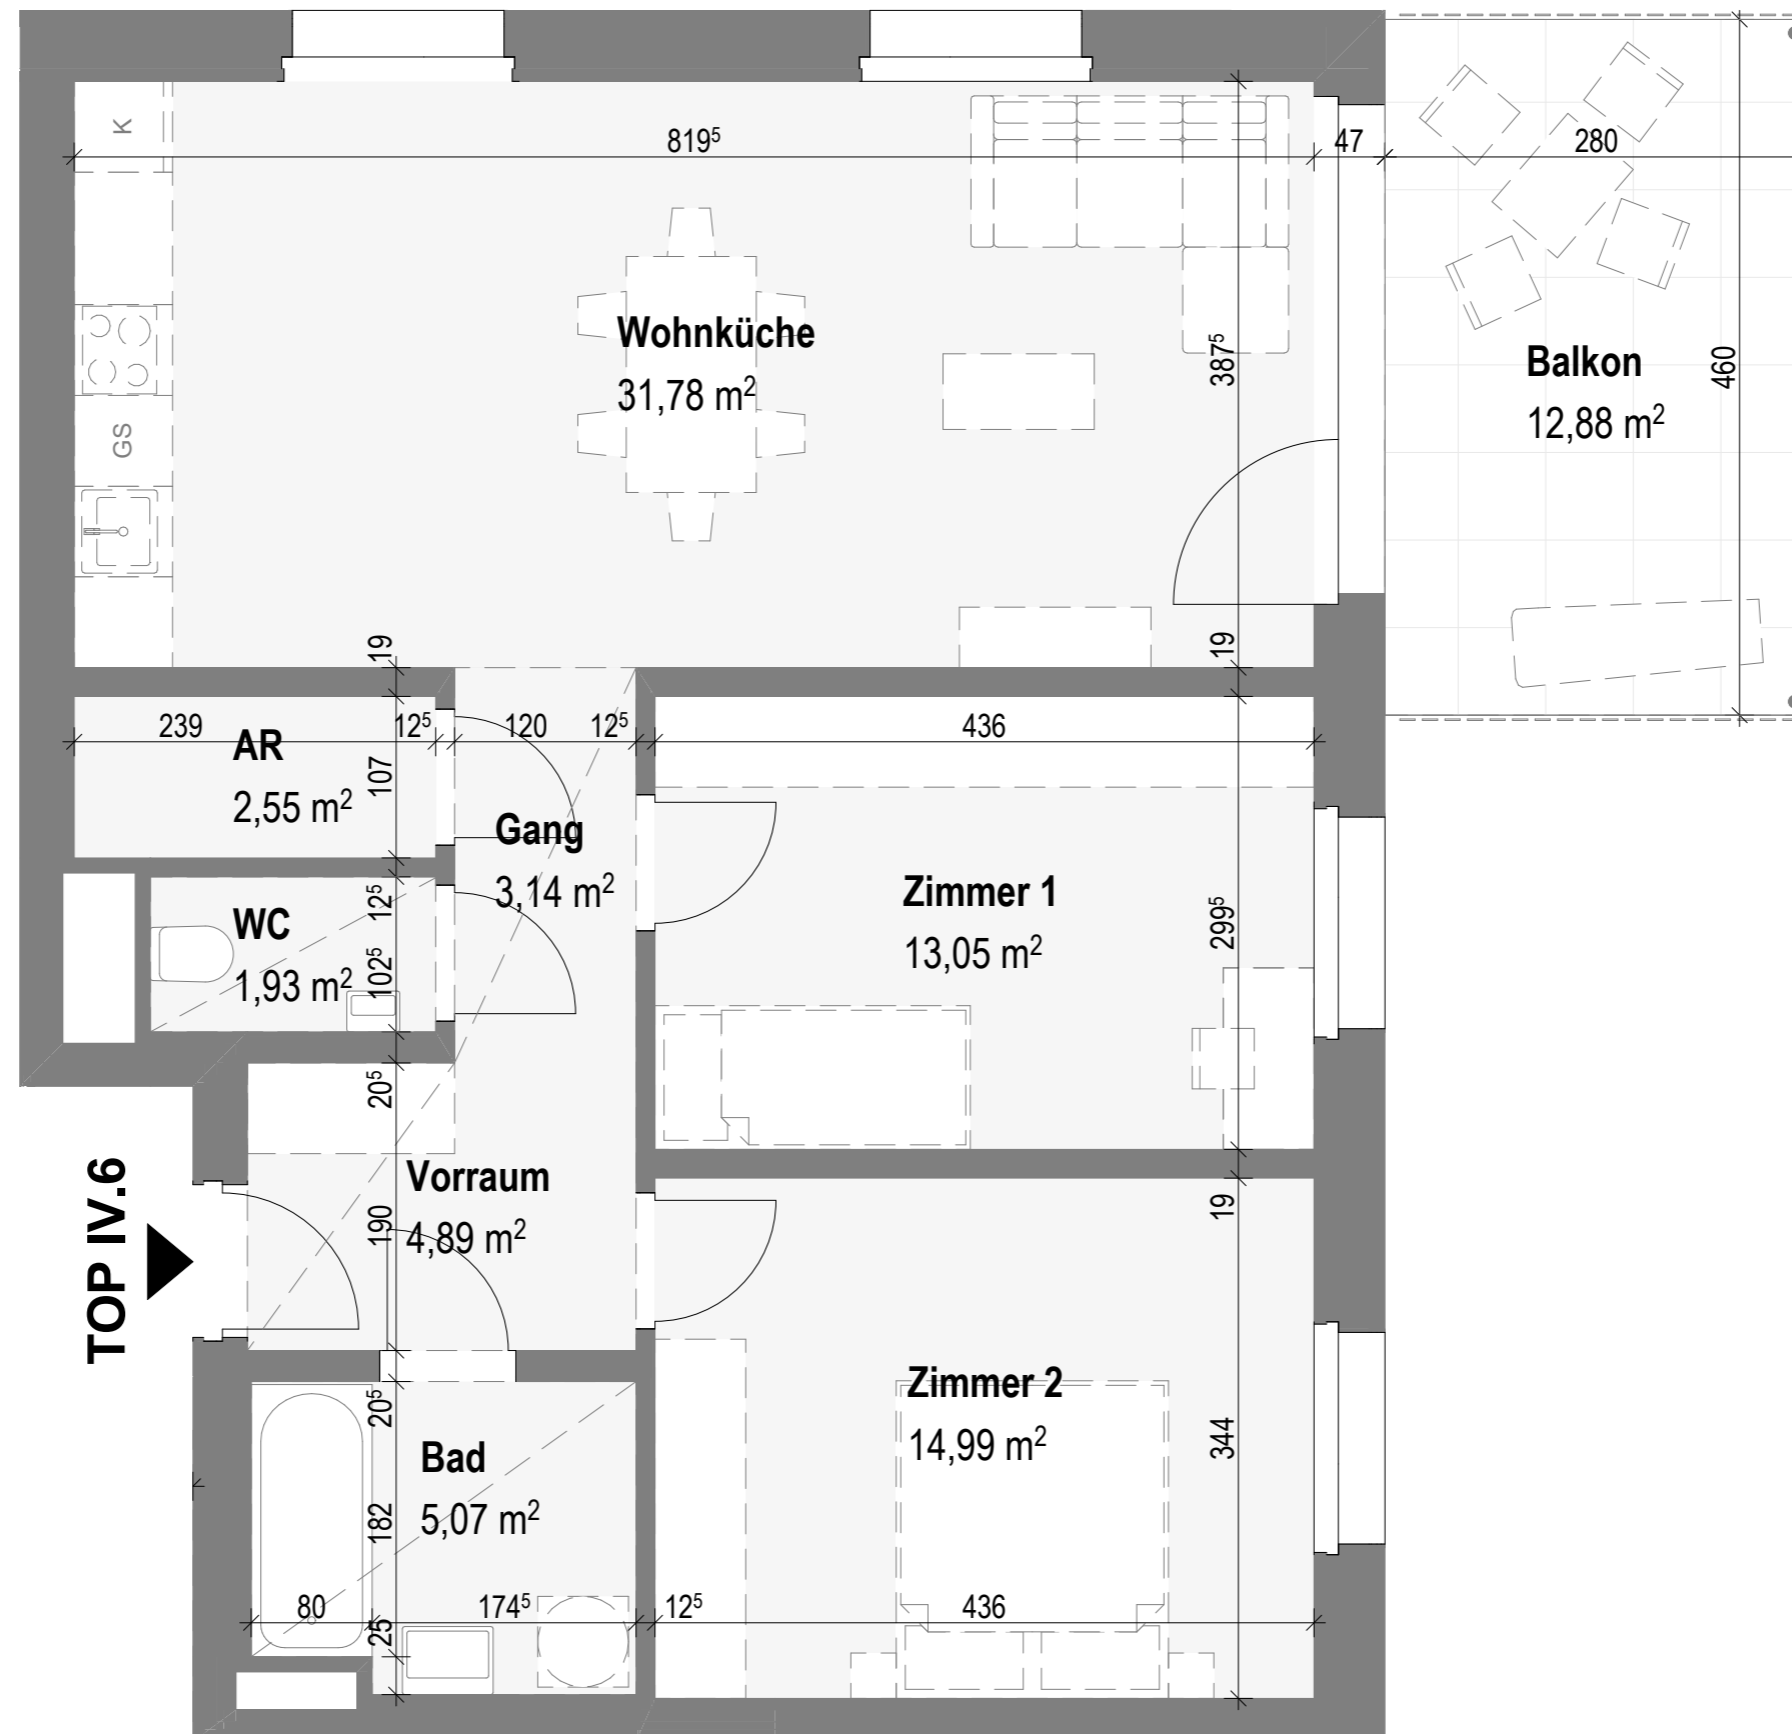 K
819⁵
47
280
Wohnküche
31,78 m²
387⁵
Balkon
12,88 m²
460
GS
19
19
239
12⁵
120
12⁵
436
AR
2,55 m²
107
Gang
3,14 m²
Zimmer 1
13,05 m²
299⁵
WC
1,93 m²
12⁵
102⁵
20⁵
TOP IV.6
Vorraum
4,89 m²
190
19
Zimmer 2
14,99 m²
344
20⁵
Bad
5,07 m²
182
80
174⁵
12⁵
436
25